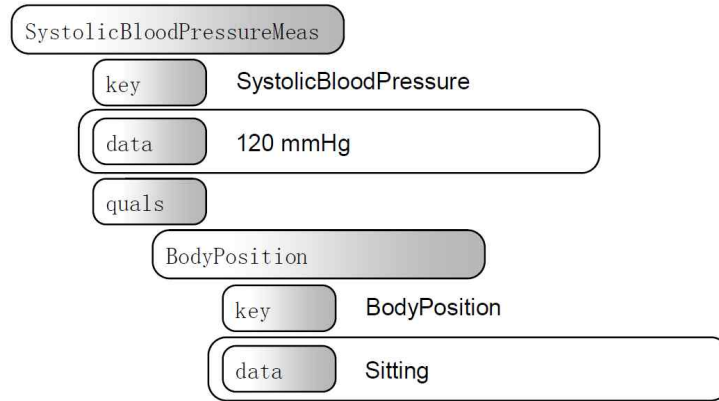 SystolicBloodPressureMeas
key SystolicBloodPressure
data 120 mmHg
quals
BodyPosition
key BodyPosition
data Sitting